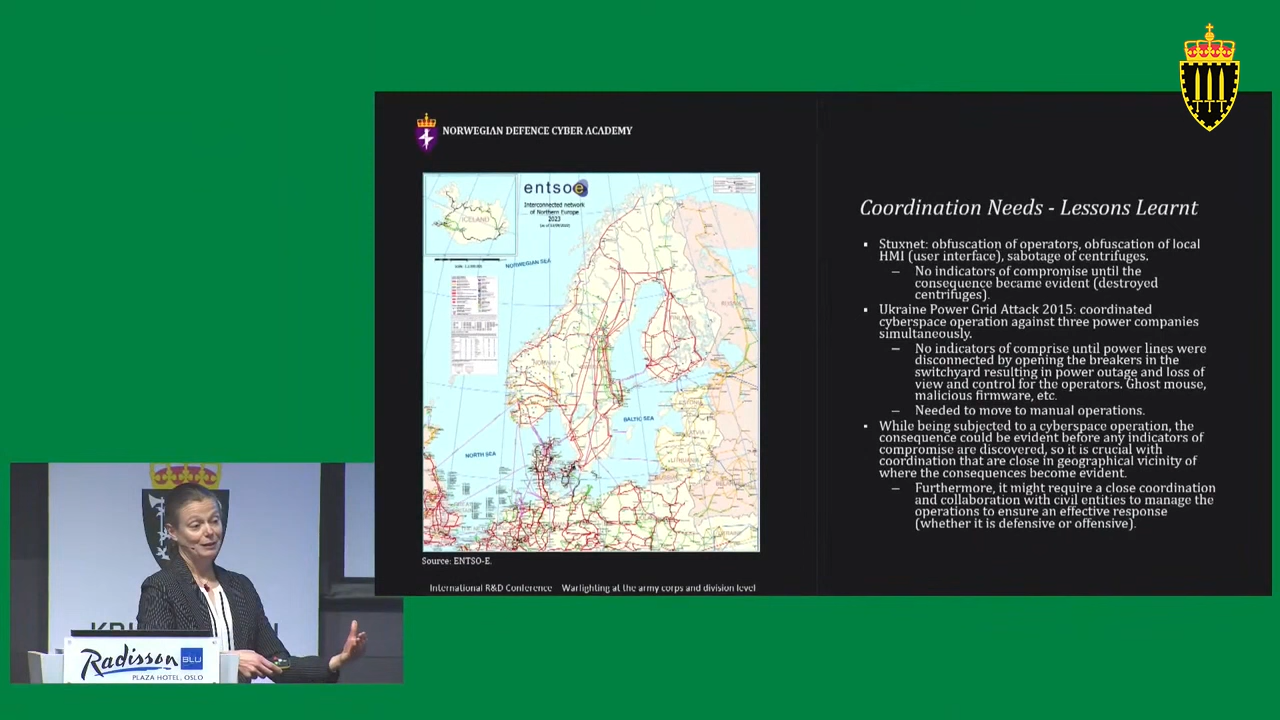 NORWEGIAN DEFENCE CYBER ACADEMY
entsoe
Interconnected network
of Northern Europe
2023
ICELAND
NORWEGIAN SEA
BALTIC SEA
NORTH SEA
LATVIA
LITHUANIA
Source: ENTSO-E.
International R&D Conference Warfighting at the army corps and division level
Coordination Needs - Lessons Learnt
▪ Stuxnet: obfuscation of operators, obfuscation of local
HMI (user interface), sabotage of centrifuges.
– No indicators of compromise until the
consequence became evident (destroyed
centrifuges).
▪ Ukraine Power Grid Attack 2015: coordinated
cyberspace operation against three power companies
simultaneously.
– No indicators of comprise until power lines were
disconnected by opening the breakers in the
switchyard resulting in power outage and loss of
view and control for the operators. Ghost mouse,
malicious firmware, etc.
– Needed to move to manual operations.
▪ While being subjected to a cyberspace operation, the
consequence could be evident before any indicators of
compromise are discovered, so it is crucial with
coordination that are close in geographical vicinity of
where the consequences become evident.
– Furthermore, it might require a close coordination
and collaboration with civil entities to manage the
operations to ensure an effective response
(whether it is defensive or offensive).
Radisson BLU
PLAZA HOTEL, OSLO